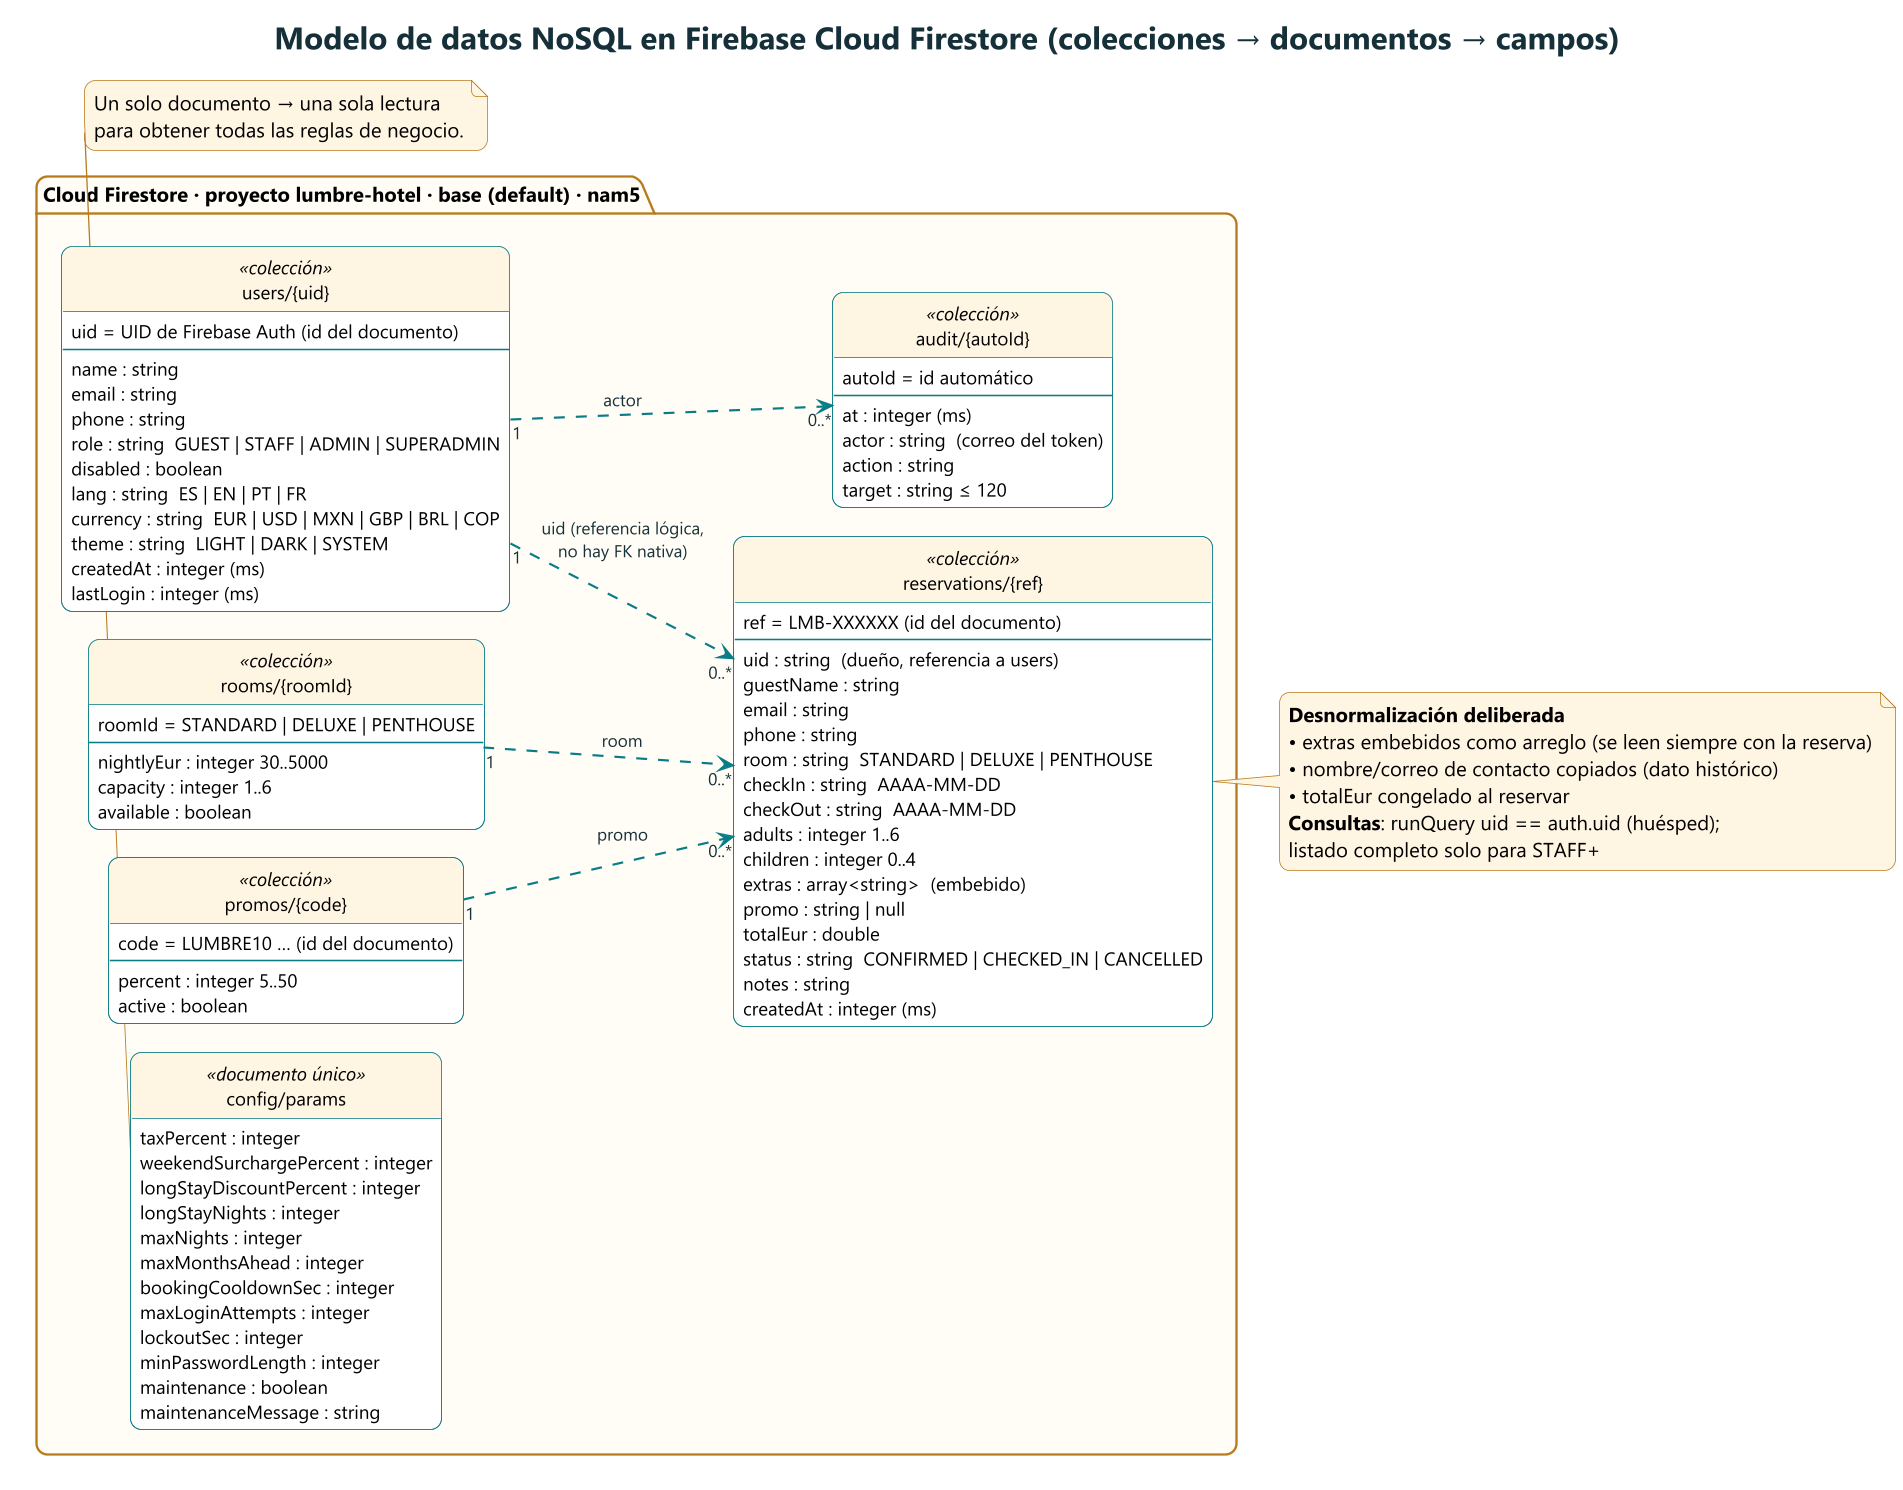 Modelo de datos NoSQL en Firebase Cloud Firestore (colecciones → documentos → campos)
Un solo documento → una sola lectura
para obtener todas las reglas de negocio.
Cloud Firestore · proyecto lumbre-hotel · base (default) · nam5
«colección»
users/{uid}
uid = UID de Firebase Auth (id del documento)
name : string
email : string
phone : string
role : string  GUEST | STAFF | ADMIN | SUPERADMIN
disabled : boolean
lang : string  ES | EN | PT | FR
currency : string  EUR | USD | MXN | GBP | BRL | COP
theme : string  LIGHT | DARK | SYSTEM
createdAt : integer (ms)
lastLogin : integer (ms)
actor
1
0..*
«colección»
audit/{autoId}
autoId = id automático
at : integer (ms)
actor : string  (correo del token)
action : string
target : string ≤ 120
uid (referencia lógica,
no hay FK nativa)
1
0..*
«colección»
rooms/{roomId}
roomId = STANDARD | DELUXE | PENTHOUSE
nightlyEur : integer 30..5000
capacity : integer 1..6
available : boolean
room
1
0..*
«colección»
promos/{code}
code = LUMBRE10 ... (id del documento)
percent : integer 5..50
active : boolean
promo
1
0..*
«colección»
reservations/{ref}
ref = LMB-XXXXXX (id del documento)
uid : string  (dueño, referencia a users)
guestName : string
email : string
phone : string
room : string  STANDARD | DELUXE | PENTHOUSE
checkIn : string  AAAA-MM-DD
checkOut : string  AAAA-MM-DD
adults : integer 1..6
children : integer 0..4
extras : array<string>  (embebido)
promo : string | null
totalEur : double
status : string  CONFIRMED | CHECKED_IN | CANCELLED
notes : string
createdAt : integer (ms)
Desnormalización deliberada
• extras embebidos como arreglo (se leen siempre con la reserva)
• nombre/correo de contacto copiados (dato histórico)
• totalEur congelado al reservar
Consultas: runQuery uid == auth.uid (huésped);
listado completo solo para STAFF+
«documento único»
config/params
taxPercent : integer
weekendSurchargePercent : integer
longStayDiscountPercent : integer
longStayNights : integer
maxNights : integer
maxMonthsAhead : integer
bookingCooldownSec : integer
maxLoginAttempts : integer
lockoutSec : integer
minPasswordLength : integer
maintenance : boolean
maintenanceMessage : string